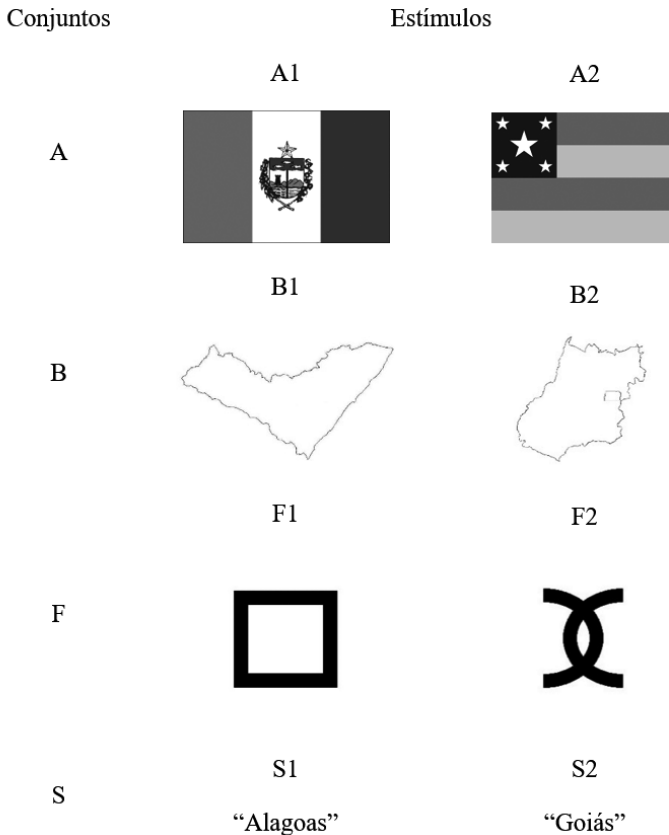 Conjuntos Estímulos
A1 A2
A
B1 B2
B
F1 F2
F
S1 S2
S
“Alagoas” “Goiás”